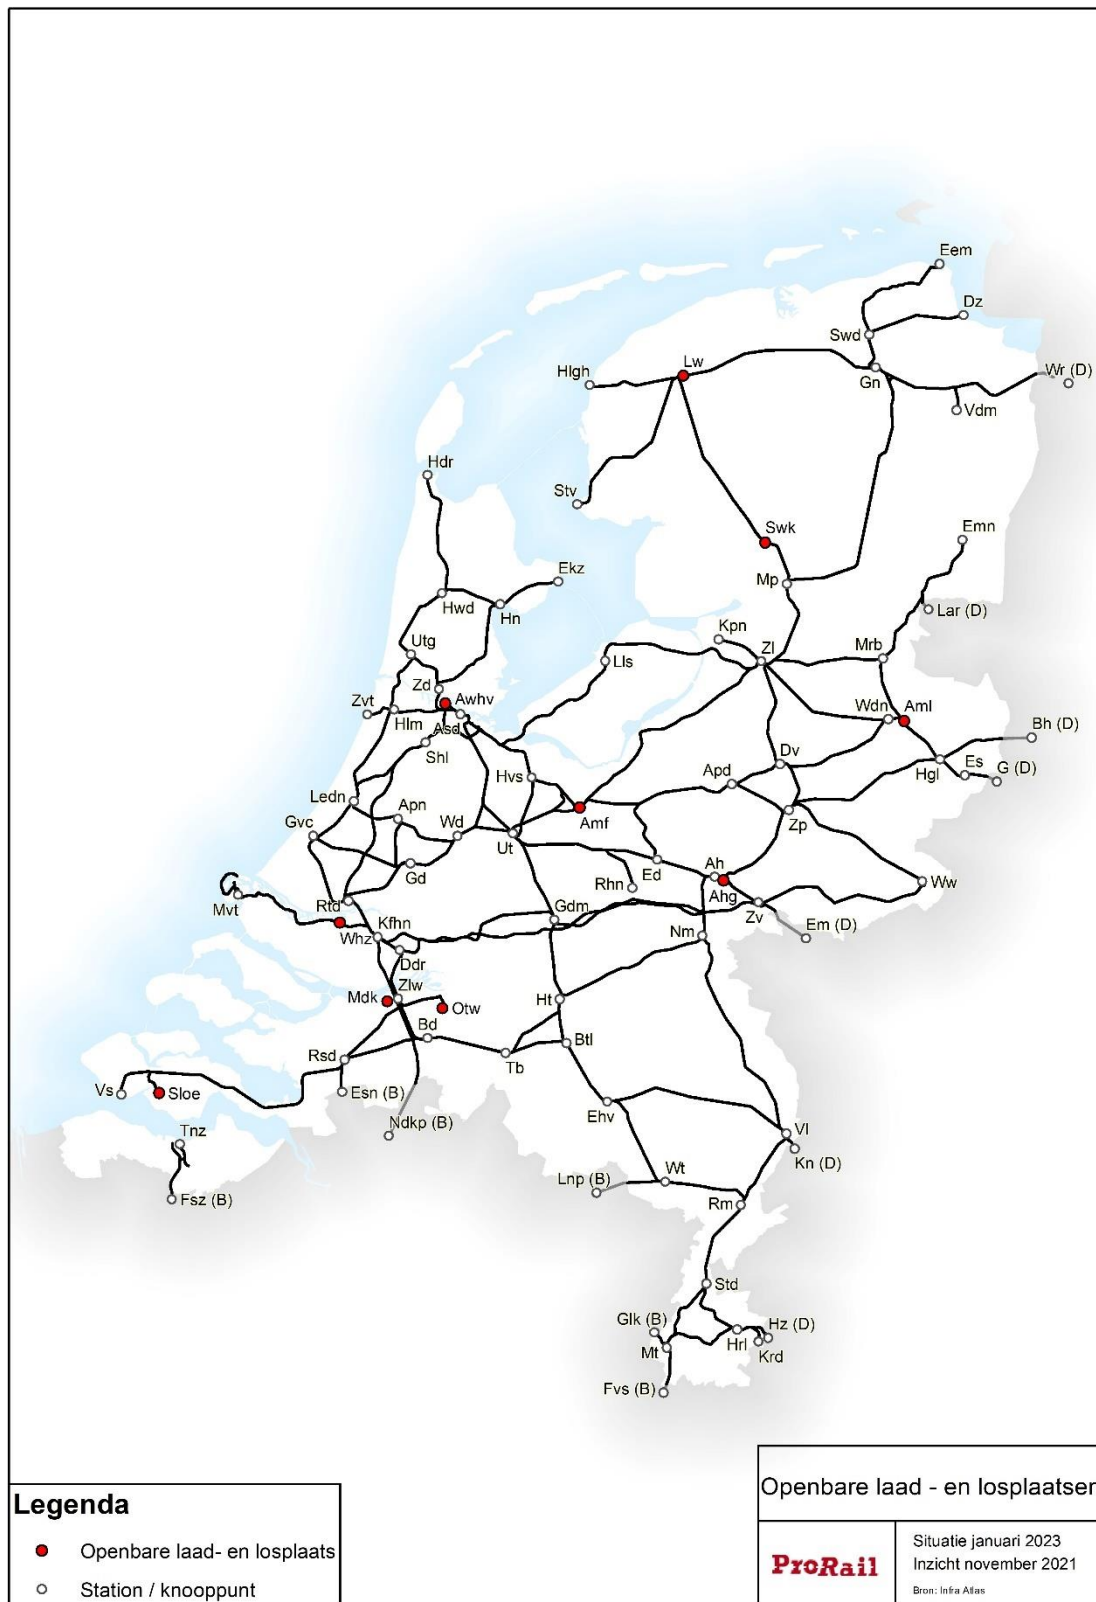 Eem
Dz
Swd
Lw
Hlgh
Gn
Wr (D)
Vdm
Hdr
Stv
Swk
Emn
Ekz
Mp
Hwd
Hn
Lar (D)
Kpn
Utg
Zl
Mrb
Lls
Zd
Awhv
Zvt
Wdn
Aml
Hlm
Asd
Bh (D)
Shl
Dv
Hgl
Es
G (D)
Hvs
Apd
Ledn
Apn
Amf
Zp
Gvc
Wd
Ut
Gd
Ed
Ah
Ww
Rhn
Ahg
Mvt
Rtd
Kfhn
Gdm
Zv
Whz
Nm
Em (D)
Ddr
Zlw
Mdk
Otw
Ht
Bd
Btl
Rsd
Tb
Vs
Sloe
Esn (B)
Ehv
Ndkp (B)
Tnz
Vl
Kn (D)
Wt
Lnp (B)
Fsz (B)
Rm
Std
Glk (B)
Hz (D)
Mt
Hrl
Krd
Fvs (B)
Legenda
Openbare laad- en losplaats
Station / knooppunt
Openbare laad - en losplaatsen
ProRail
Situatie januari 2023
Inzicht november 2021
Bron: Infra Atlas